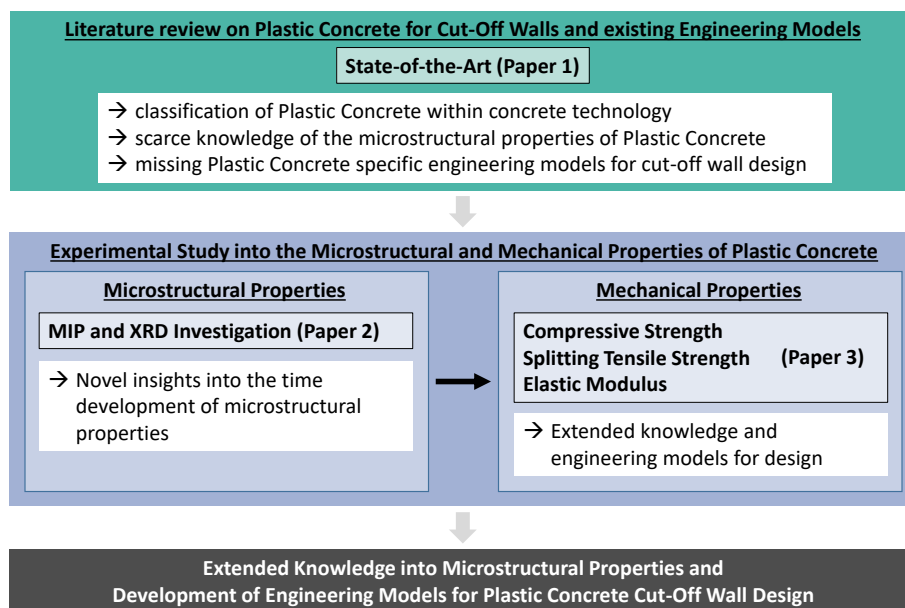 Literature review on Plastic Concrete for Cut-Off Walls and existing Engineering Models
State-of-the-Art (Paper 1)
→ classification of Plastic Concrete within concrete technology
→ scarce knowledge of the microstructural properties of Plastic Concrete
→ missing Plastic Concrete specific engineering models for cut-off wall design
Experimental Study into the Microstructural and Mechanical Properties of Plastic Concrete
Microstructural Properties
MIP and XRD Investigation (Paper 2)
→ Novel insights into the time
development of microstructural
properties
Mechanical Properties
Compressive Strength
Splitting Tensile Strength (Paper 3)
Elastic Modulus
→ Extended knowledge and
engineering models for design
Extended Knowledge into Microstructural Properties and
Development of Engineering Models for Plastic Concrete Cut-Off Wall Design